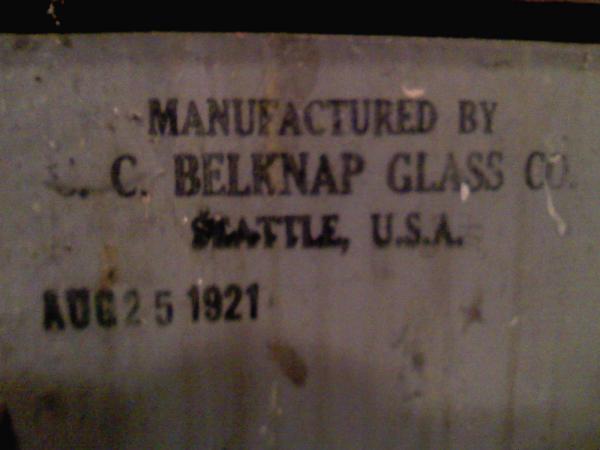 MANUFACTURED BY
C. BELKNAP GLASS CO.
SEATTLE, U.S.A.
AUG 25 1921